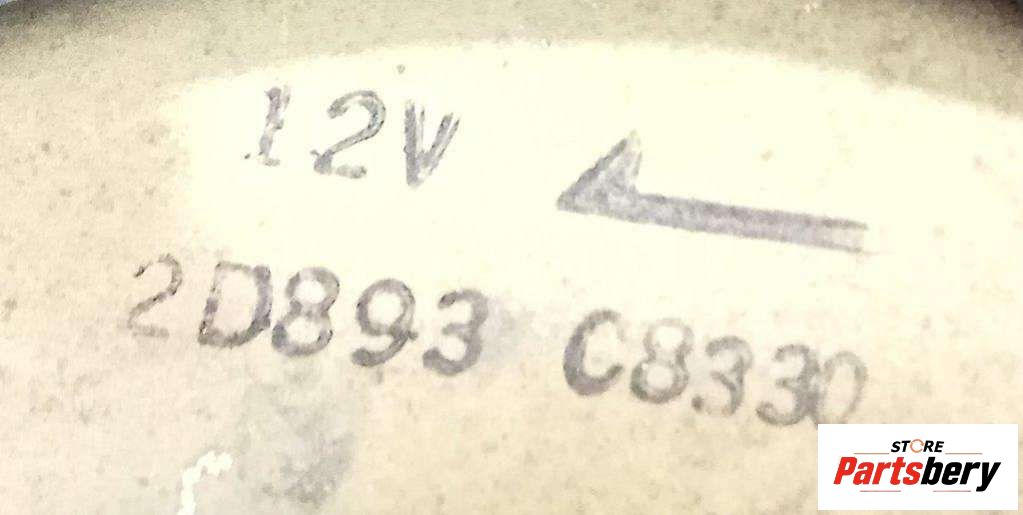 12V
2D893 C8330
STORE
Partsbery